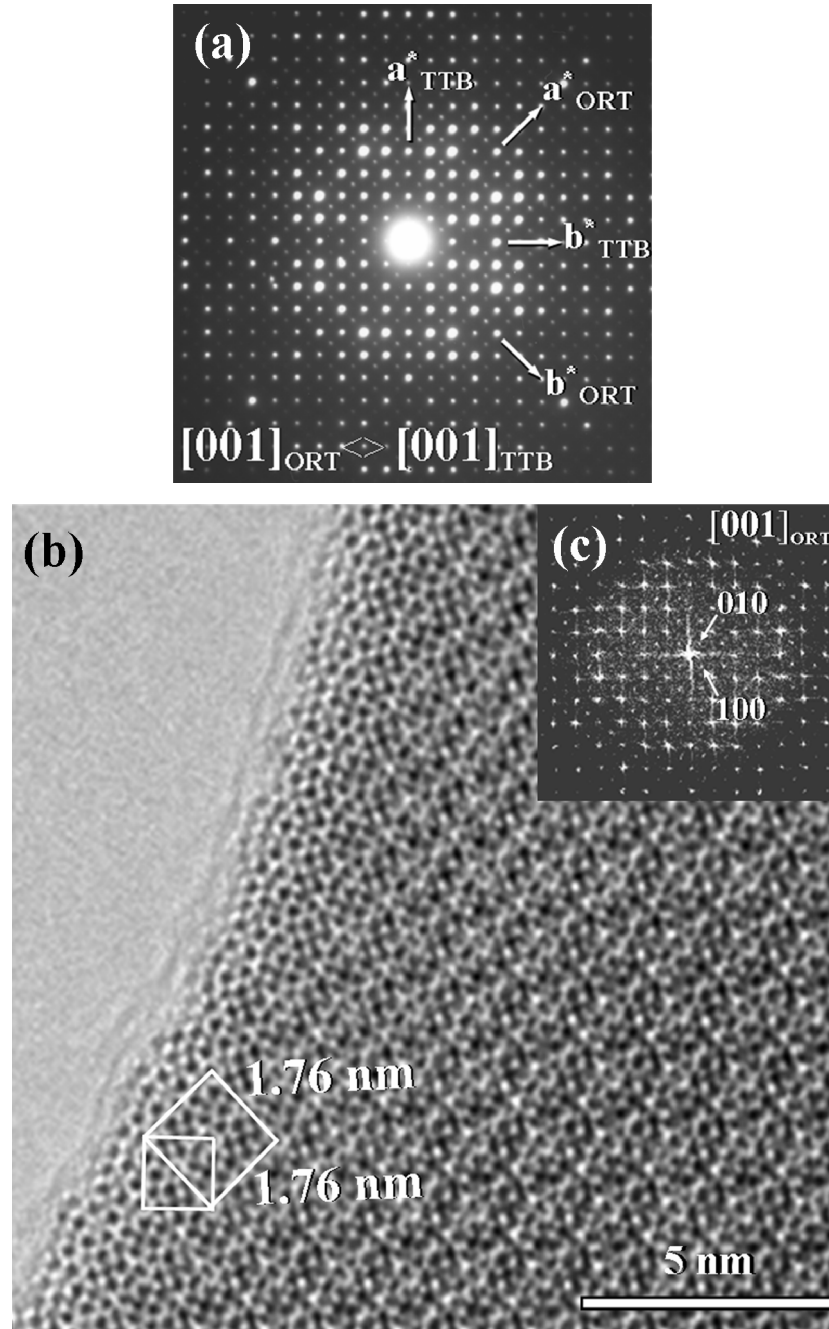 (a)
a*TTB
a*ORT
b*TTB
b*ORT
[001]ORT<>[001]TTB
(b)
(c)
[001]ORT
010
100
1.76 nm
1.76 nm
5 nm